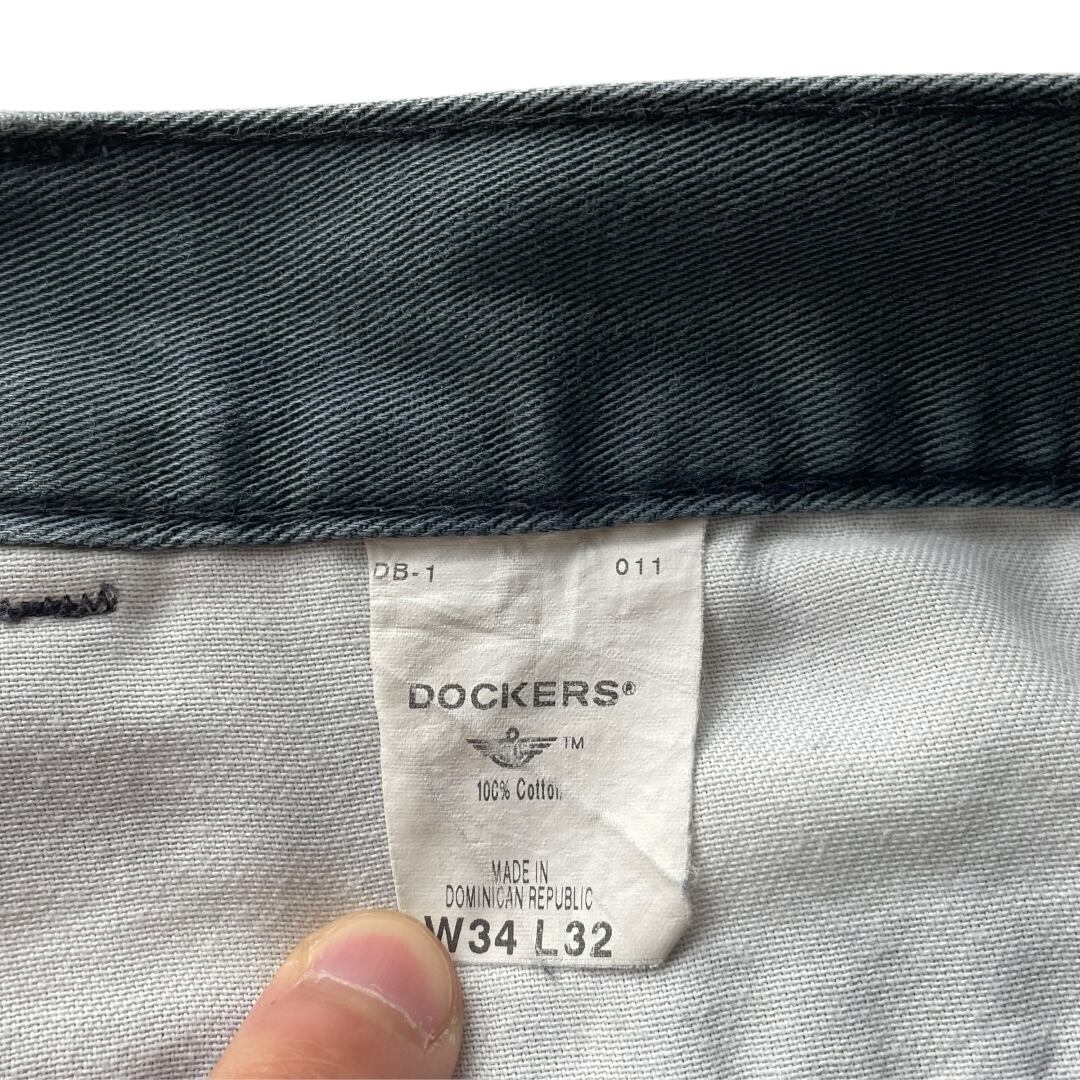 DB-1 011
DOCKERS®
TM
100% Cotton
MADE IN
DOMINICAN REPUBLIC
W34 L32